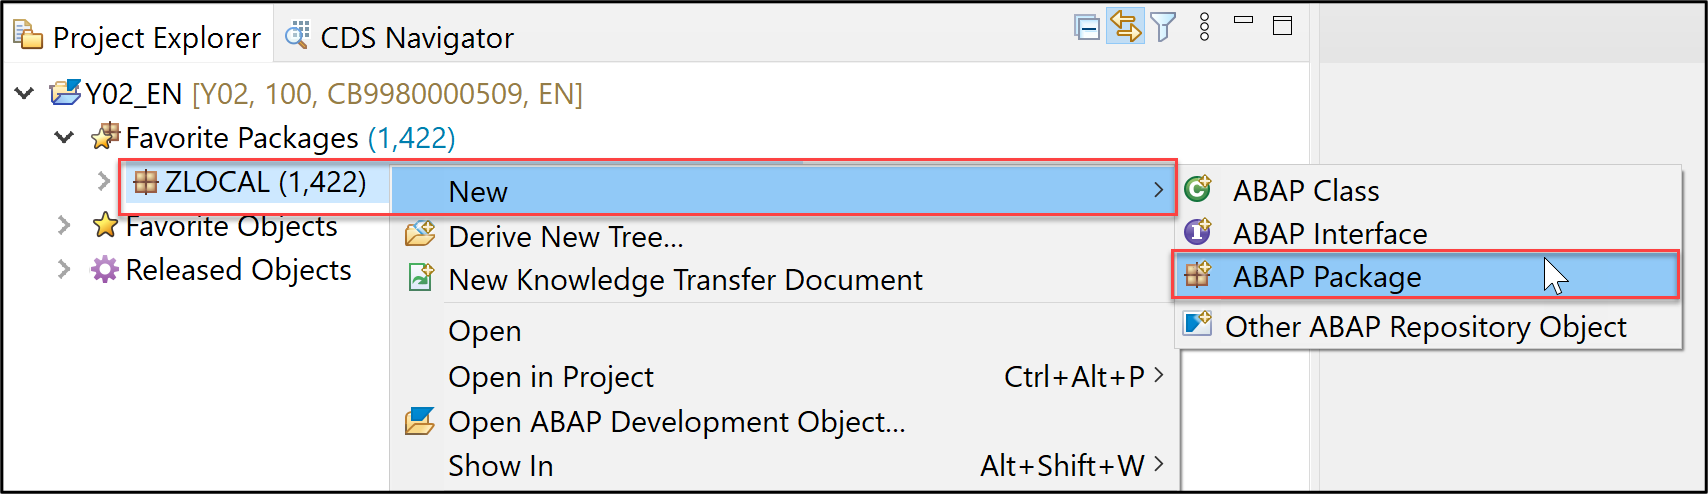 Project Explorer CDS Navigator
Y02_EN [Y02, 100, CB9980000509, EN]
Favorite Packages (1,422)
ZLOCAL (1,422)
Favorite Objects
Released Objects
New
Derive New Tree...
New Knowledge Transfer Document
Open
Open in Project Ctrl+Alt+P
Open ABAP Development Object...
Show In Alt+Shift+W
ABAP Class
ABAP Interface
ABAP Package
Other ABAP Repository Object